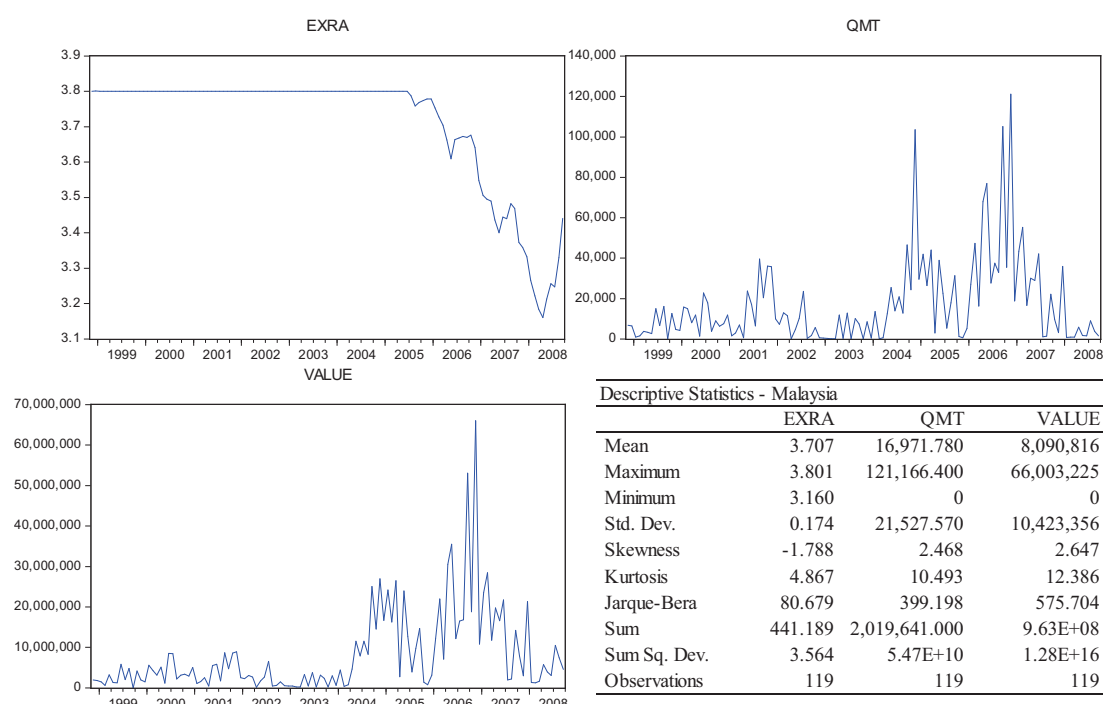 EXRA
3.9
3.8
3.7
3.6
3.5
3.4
3.3
3.2
3.1
1999 2000 2001 2002 2003 2004 2005 2006 2007 2008
QMT
140,000
120,000
100,000
80,000
60,000
40,000
20,000
0
1999 2000 2001 2002 2003 2004 2005 2006 2007 2008
VALUE
70,000,000
60,000,000
50,000,000
40,000,000
30,000,000
20,000,000
10,000,000
0
1999 2000 2001 2002 2003 2004 2005 2006 2007 2008
Descriptive Statistics - Malaysia
EXRA QMT VALUE
Mean 3.707 16,971.780 8,090,816
Maximum 3.801 121,166.400 66,003,225
Minimum 3.160 0 0
Std. Dev. 0.174 21,527.570 10,423,356
Skewness -1.788 2.468 2.647
Kurtosis 4.867 10.493 12.386
Jarque-Bera 80.679 399.198 575.704
Sum 441.189 2,019,641.000 9.63E+08
Sum Sq. Dev. 3.564 5.47E+10 1.28E+16
Observations 119 119 119